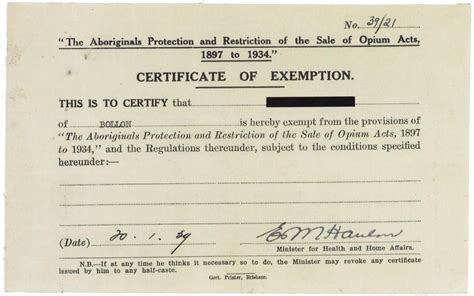 No. 39/21
"The Aboriginals Protection and Restriction of the Sale of Opium Acts,
1897 to 1934."
CERTIFICATE OF EXEMPTION.
THIS IS TO CERTIFY that
of BOLLON is hereby exempt from the provisions of
"The Aboriginals Protection and Restriction of the Sale of Opium Acts, 1897
to 1934," and the Regulations thereunder, subject to the conditions specified
hereunder:—
(Date) 20.1.39 E M Hanlon
Minister for Health and Home Affairs.
N.B.—If at any time he thinks it necessary so to do, the Minister may revoke any certificate
issued by him to any half-caste.
Govt. Printer, Brisbane.